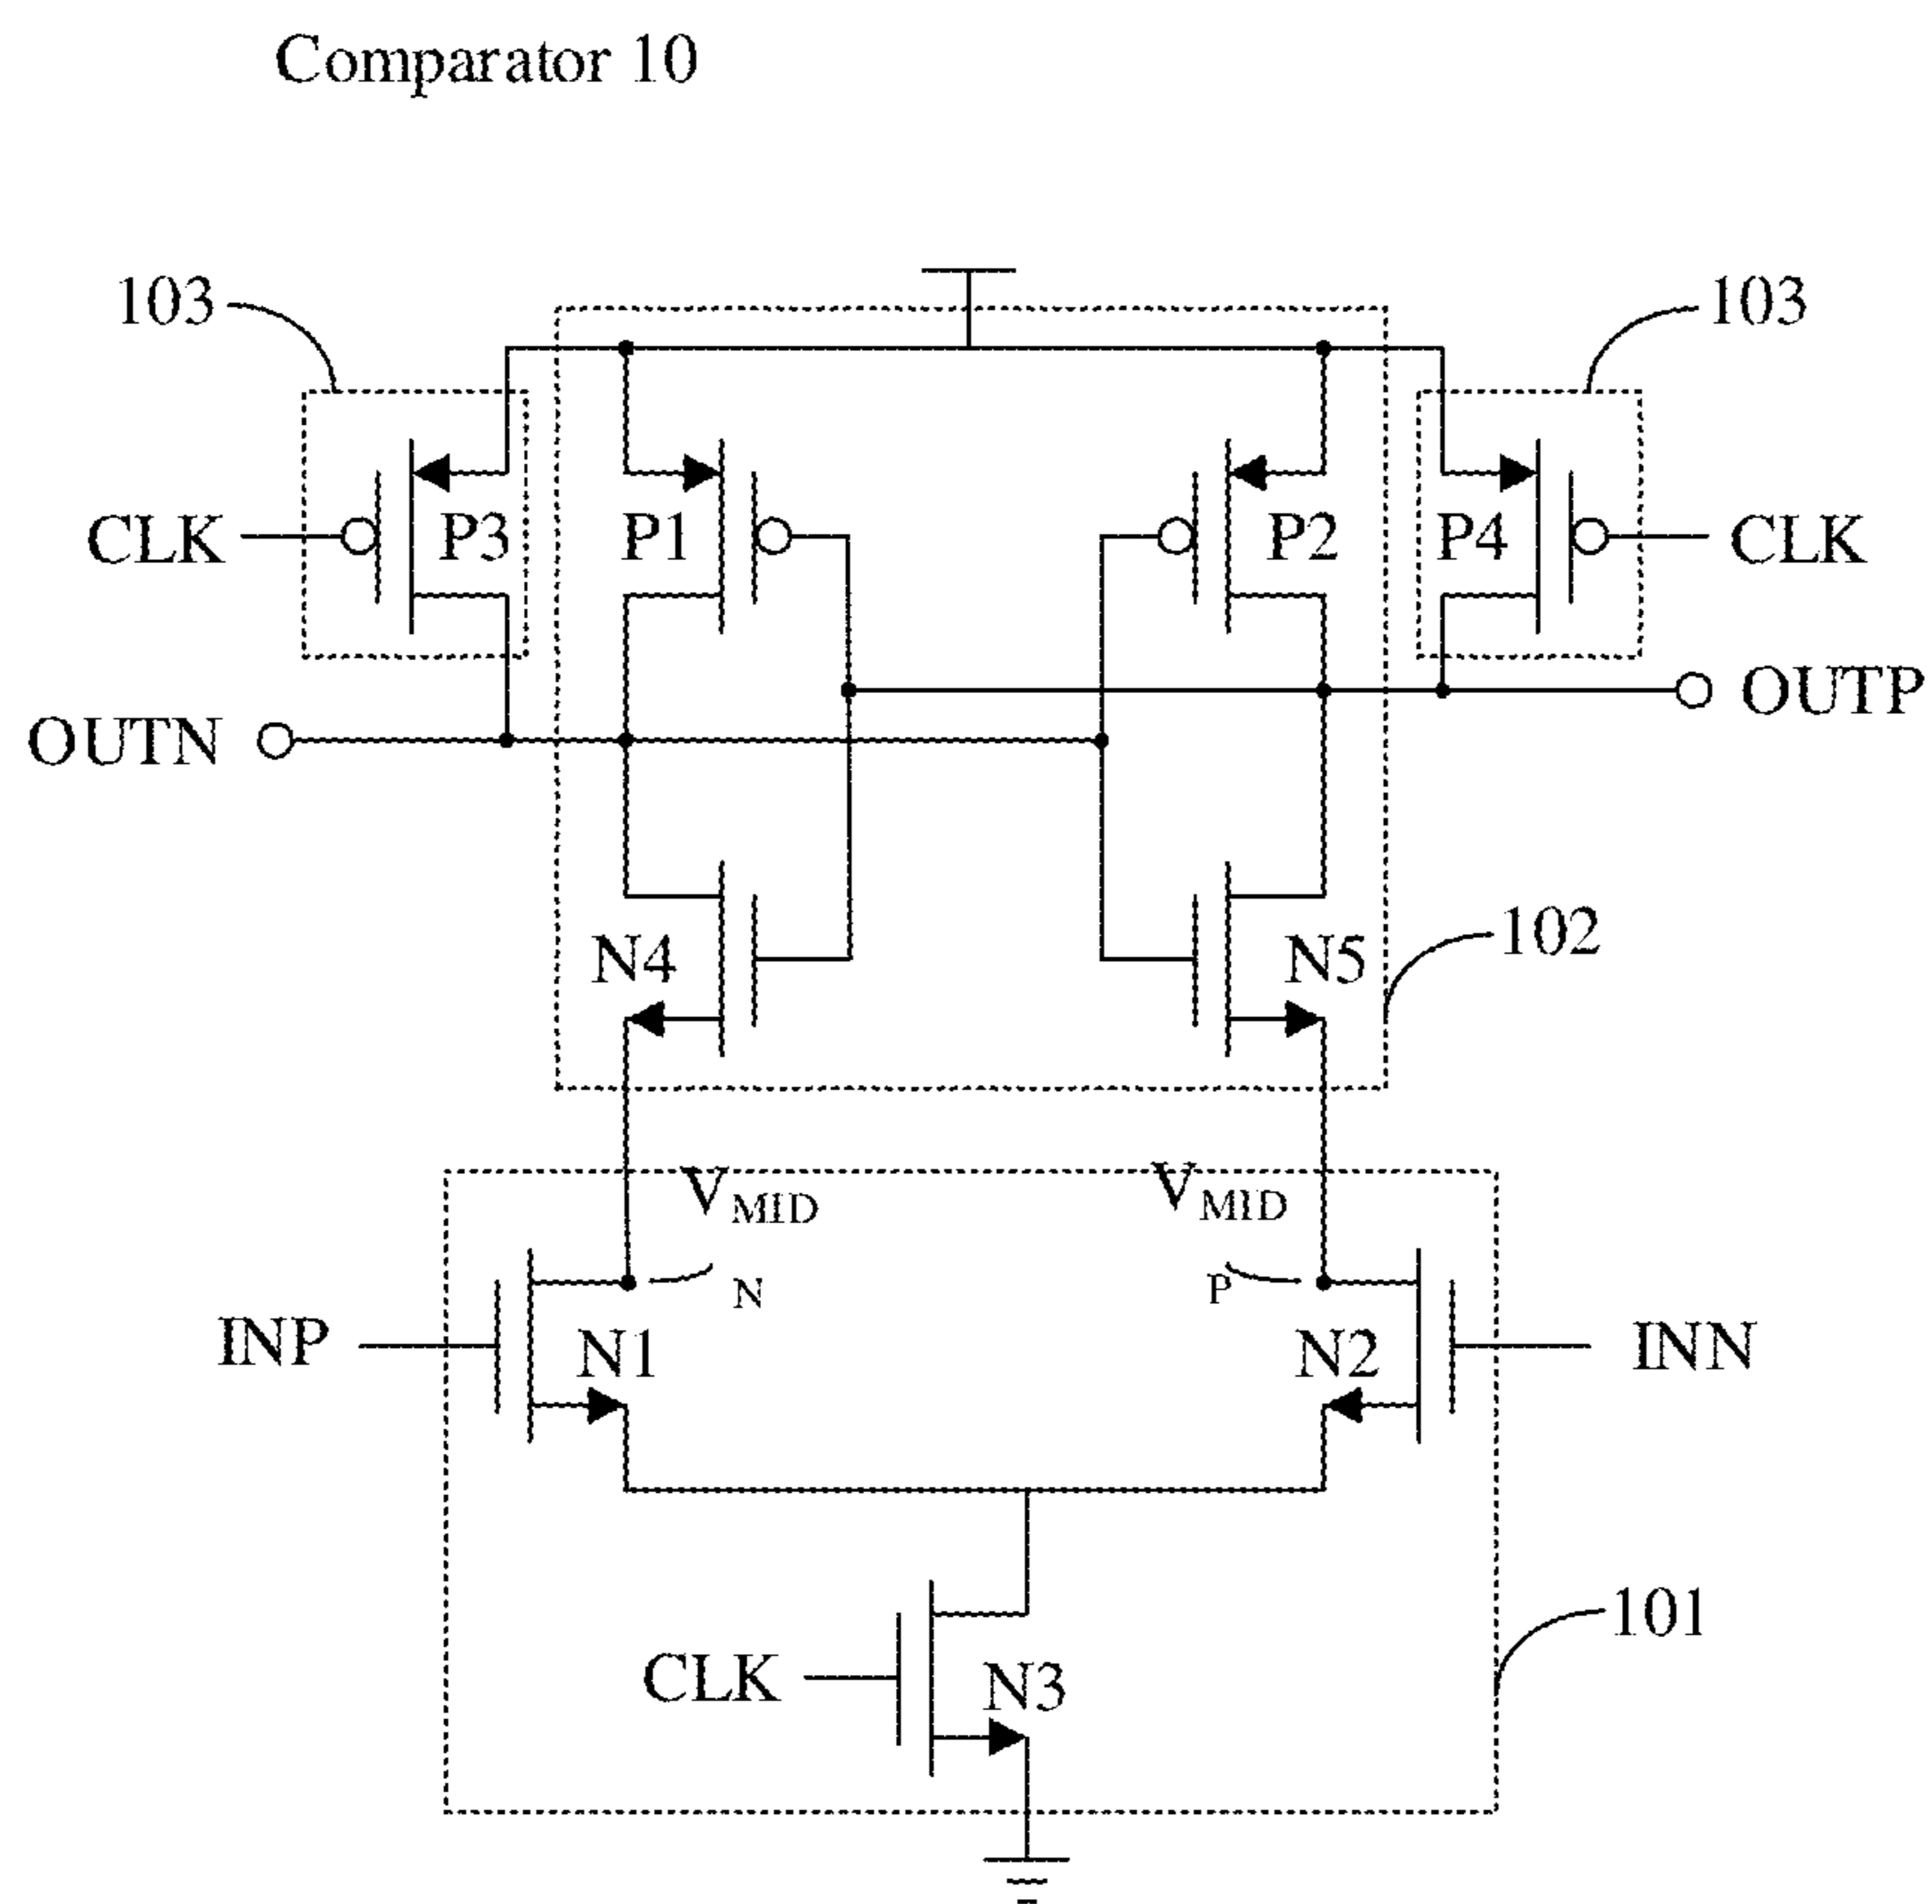 Comparator 10
103
103
CLK
P3
P1
P2
P4
CLK
OUTP
OUTN
N4
N5
102
VMID
N
VMID
P
INP
N1
N2
INN
101
CLK
N3